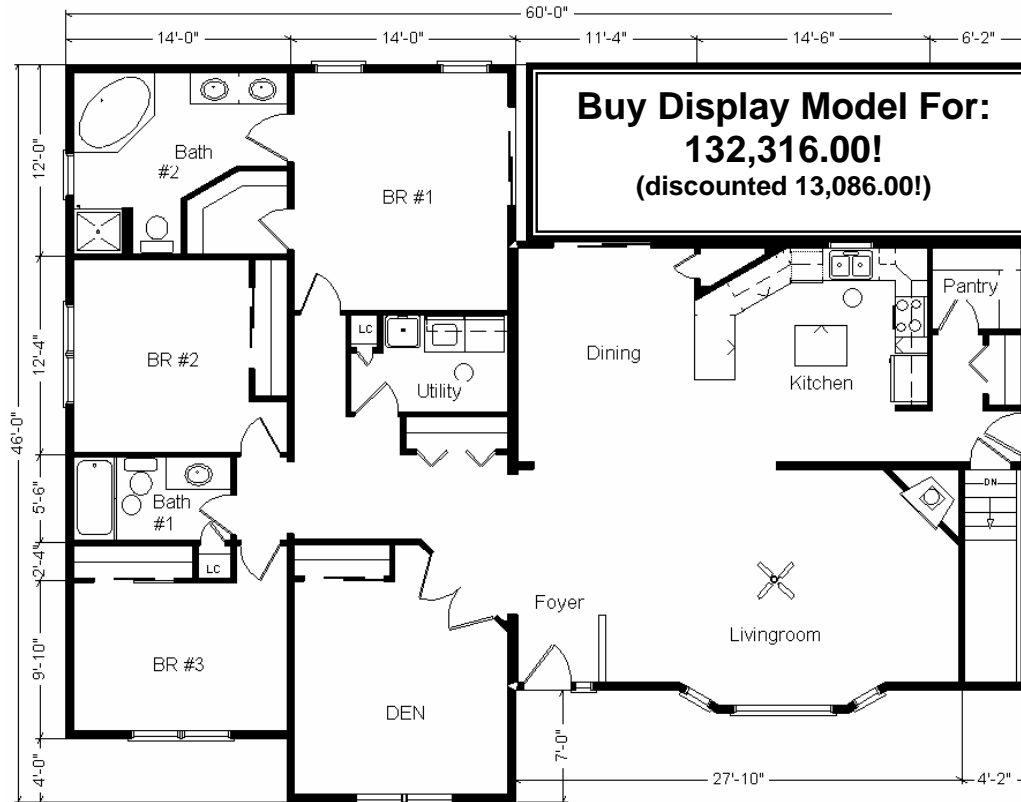 60'-0"
14'-0" 14'-0" 11'-4" 14'-6" 6'-2"
Buy Display Model For:
132,316.00!
(discounted 13,086.00!)
12'-0"
Bath
#2
BR #1
Pantry
LC
12'-4"
BR #2
Dining
Kitchen
Utility
46'-0"
5'-6"
Bath
#1
DN
2'-4"
LC
Foyer
Livingroom
9'-10"
BR #3
DEN
7'-0"
4'-0"
27'-10" 4'-2"